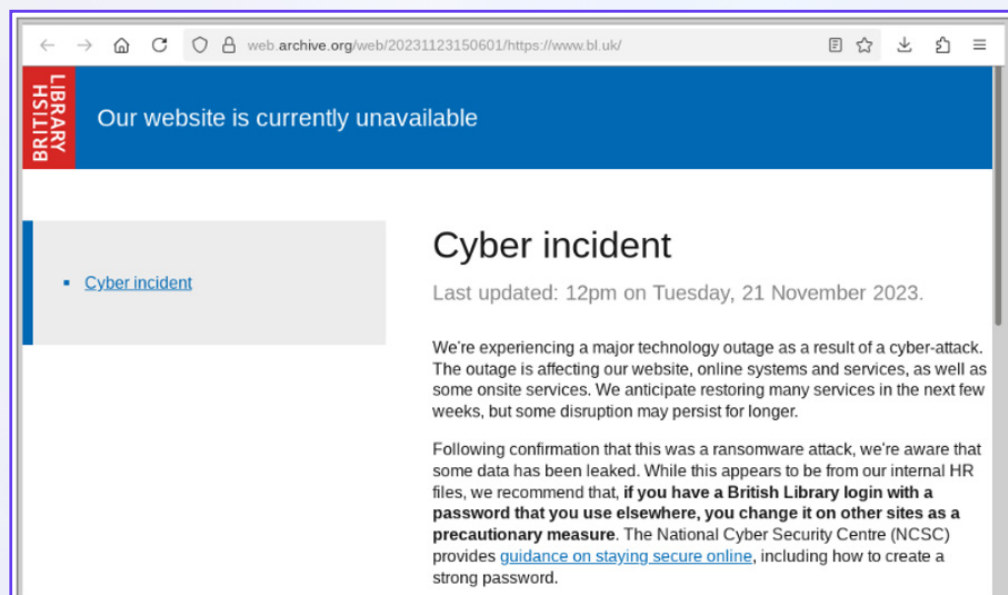 web.archive.org/web/20231123150601/https://www.bl.uk/
BRITISH
LIBRARY
Our website is currently unavailable
Cyber incident
Cyber incident
Last updated: 12pm on Tuesday, 21 November 2023.
We're experiencing a major technology outage as a result of a cyber-attack.
The outage is affecting our website, online systems and services, as well as
some onsite services. We anticipate restoring many services in the next few
weeks, but some disruption may persist for longer.
Following confirmation that this was a ransomware attack, we're aware that
some data has been leaked. While this appears to be from our internal HR
files, we recommend that, if you have a British Library login with a
password that you use elsewhere, you change it on other sites as a
precautionary measure. The National Cyber Security Centre (NCSC)
provides guidance on staying secure online, including how to create a
strong password.